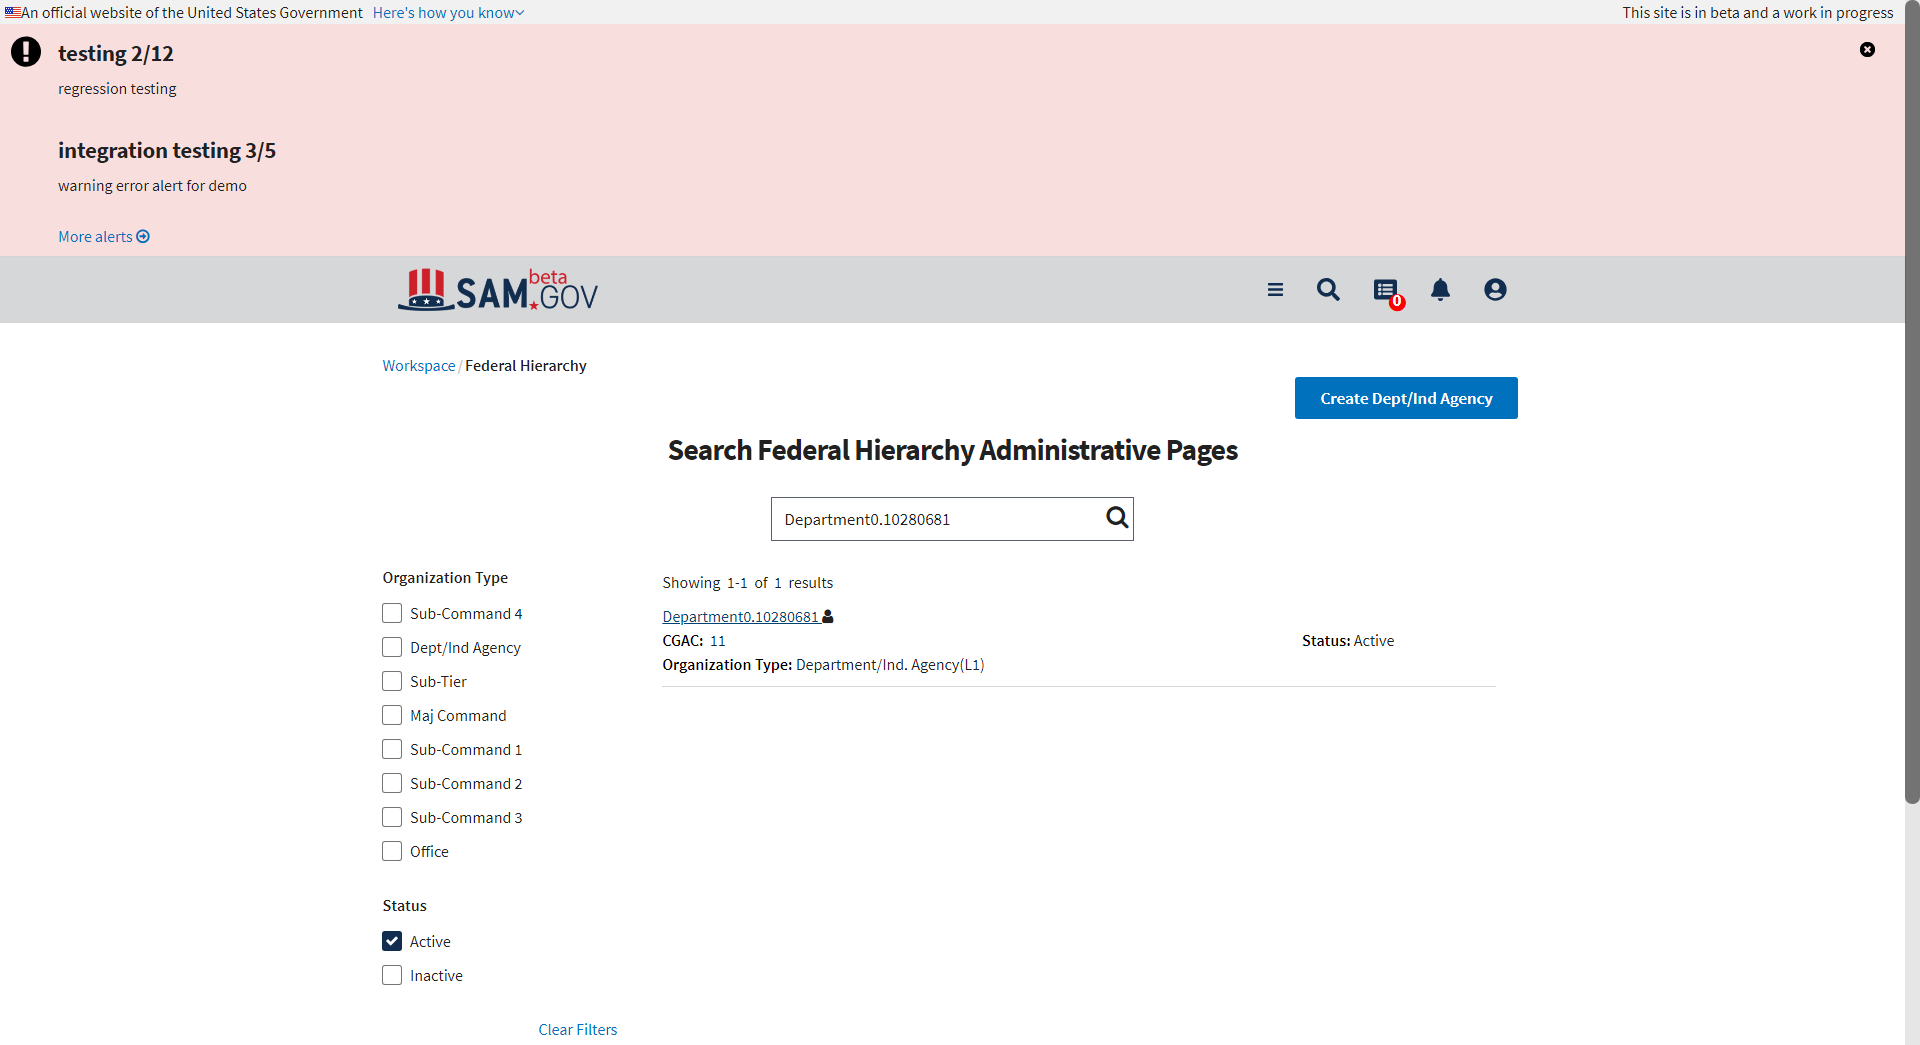 An official website of the United States Government Here's how you know
This site is in beta and a work in progress
testing 2/12
regression testing
integration testing 3/5
warning error alert for demo
More alerts
SAM.GOV beta
0
Workspace / Federal Hierarchy
Create Dept/Ind Agency
Search Federal Hierarchy Administrative Pages
Department0.10280681
Organization Type
Sub-Command 4
Dept/Ind Agency
Sub-Tier
Maj Command
Sub-Command 1
Sub-Command 2
Sub-Command 3
Office
Status
Active
Inactive
Clear Filters
Showing 1-1 of 1 results
Department0.10280681
CGAC: 11
Status: Active
Organization Type: Department/Ind. Agency(L1)